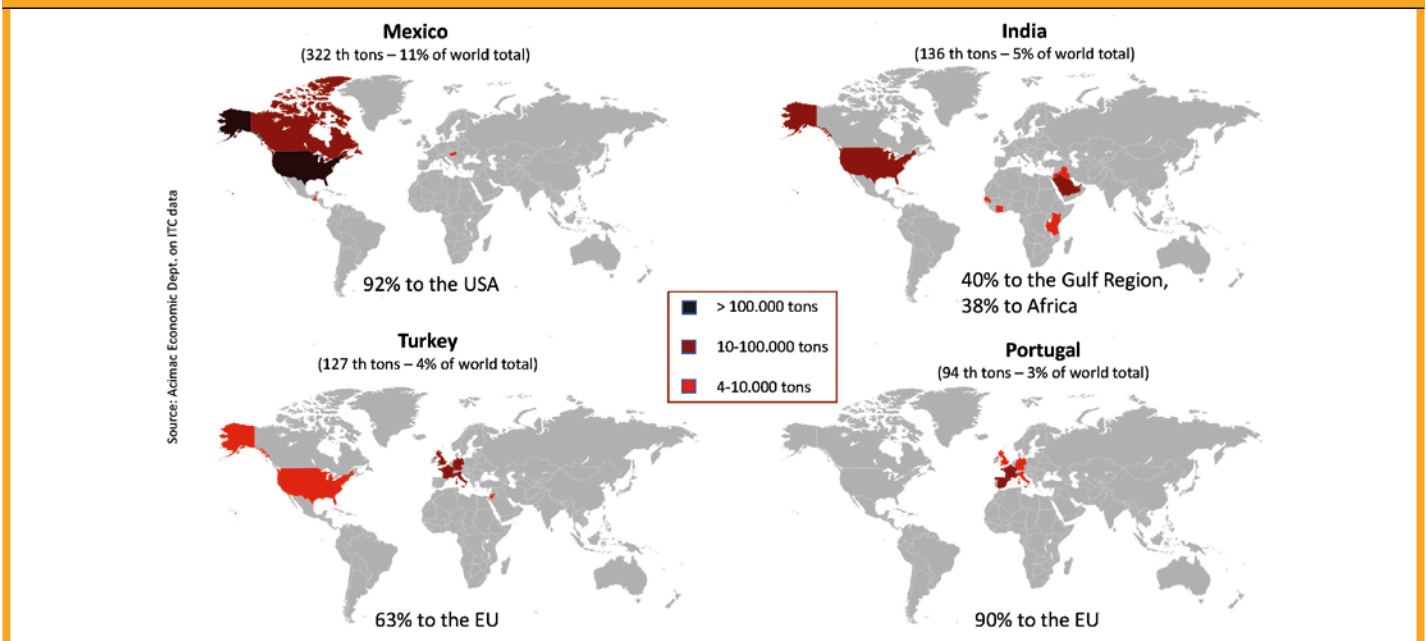 Mexico
(322 th tons – 11% of world total)
92% to the USA
India
(136 th tons – 5% of world total)
40% to the Gulf Region,
38% to Africa
Source: Acimac Economic Dept. on ITC data
> 100.000 tons
10-100.000 tons
4-10.000 tons
Turkey
(127 th tons – 4% of world total)
63% to the EU
Portugal
(94 th tons – 3% of world total)
90% to the EU